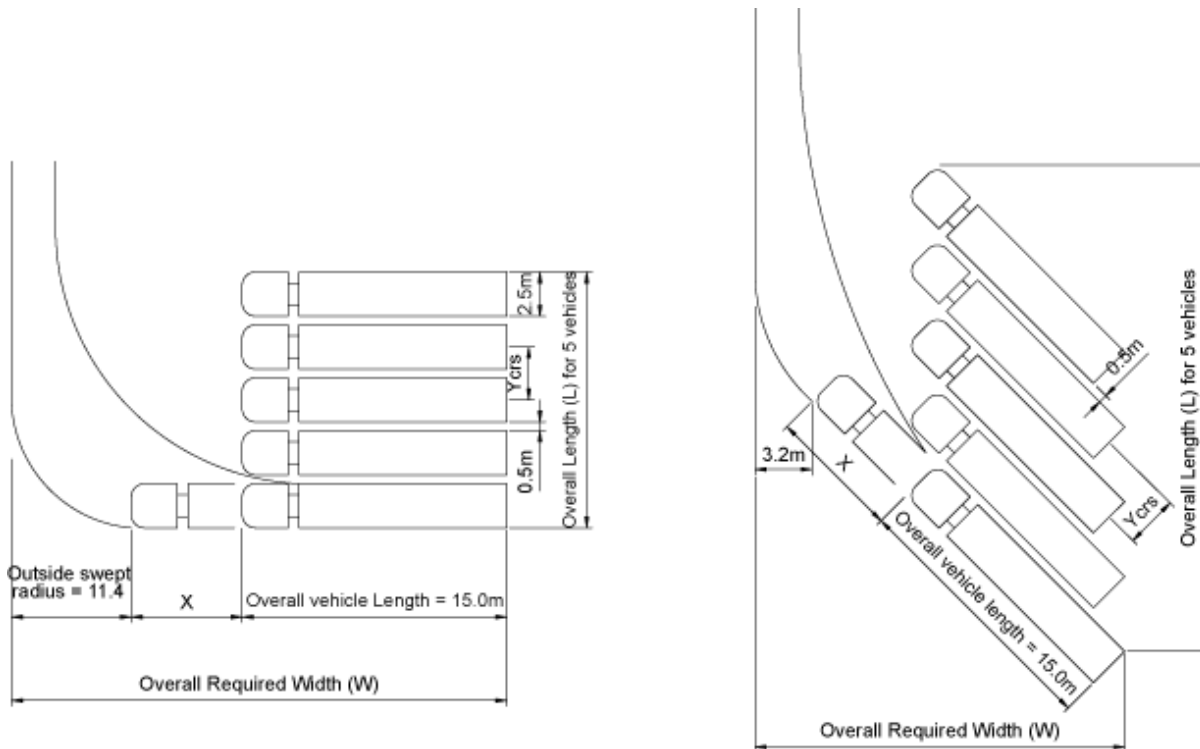 2.5m
Ycrs
0.5m
Overall Length (L) for 5 vehicles
Outside swept
radius = 11.4
X
Overall vehicle Length = 15.0m
Overall Required Width (W)
0.5m
3.2m
X
Ycrs
Overall vehicle length = 15.0m
Overall Length (L) for 5 vehicles
Overall Required Width (W)